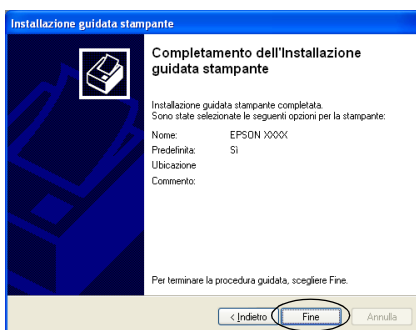 Installazione guidata stampante
Completamento dell'Installazione
guidata stampante
Installazione guidata stampante completata.
Sono state selezionate le seguenti opzioni per la stampante:
Nome: EPSON XXXX
Predefinita: Sì
Ubicazione
Commento:
Per terminare la procedura guidata, scegliere Fine.
< Indietro Fine Annulla